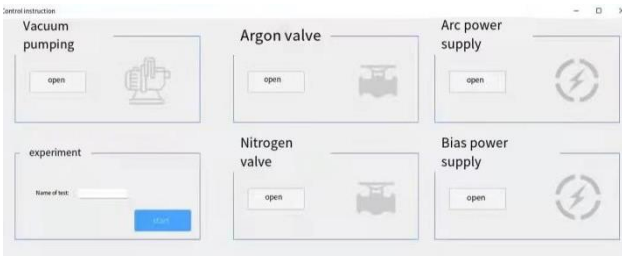 Control instruction
Vacuum
pumping
open
Argon valve
open
Arc power
supply
open
experiment
Name of test:
start
Nitrogen
valve
open
Bias power
supply
open